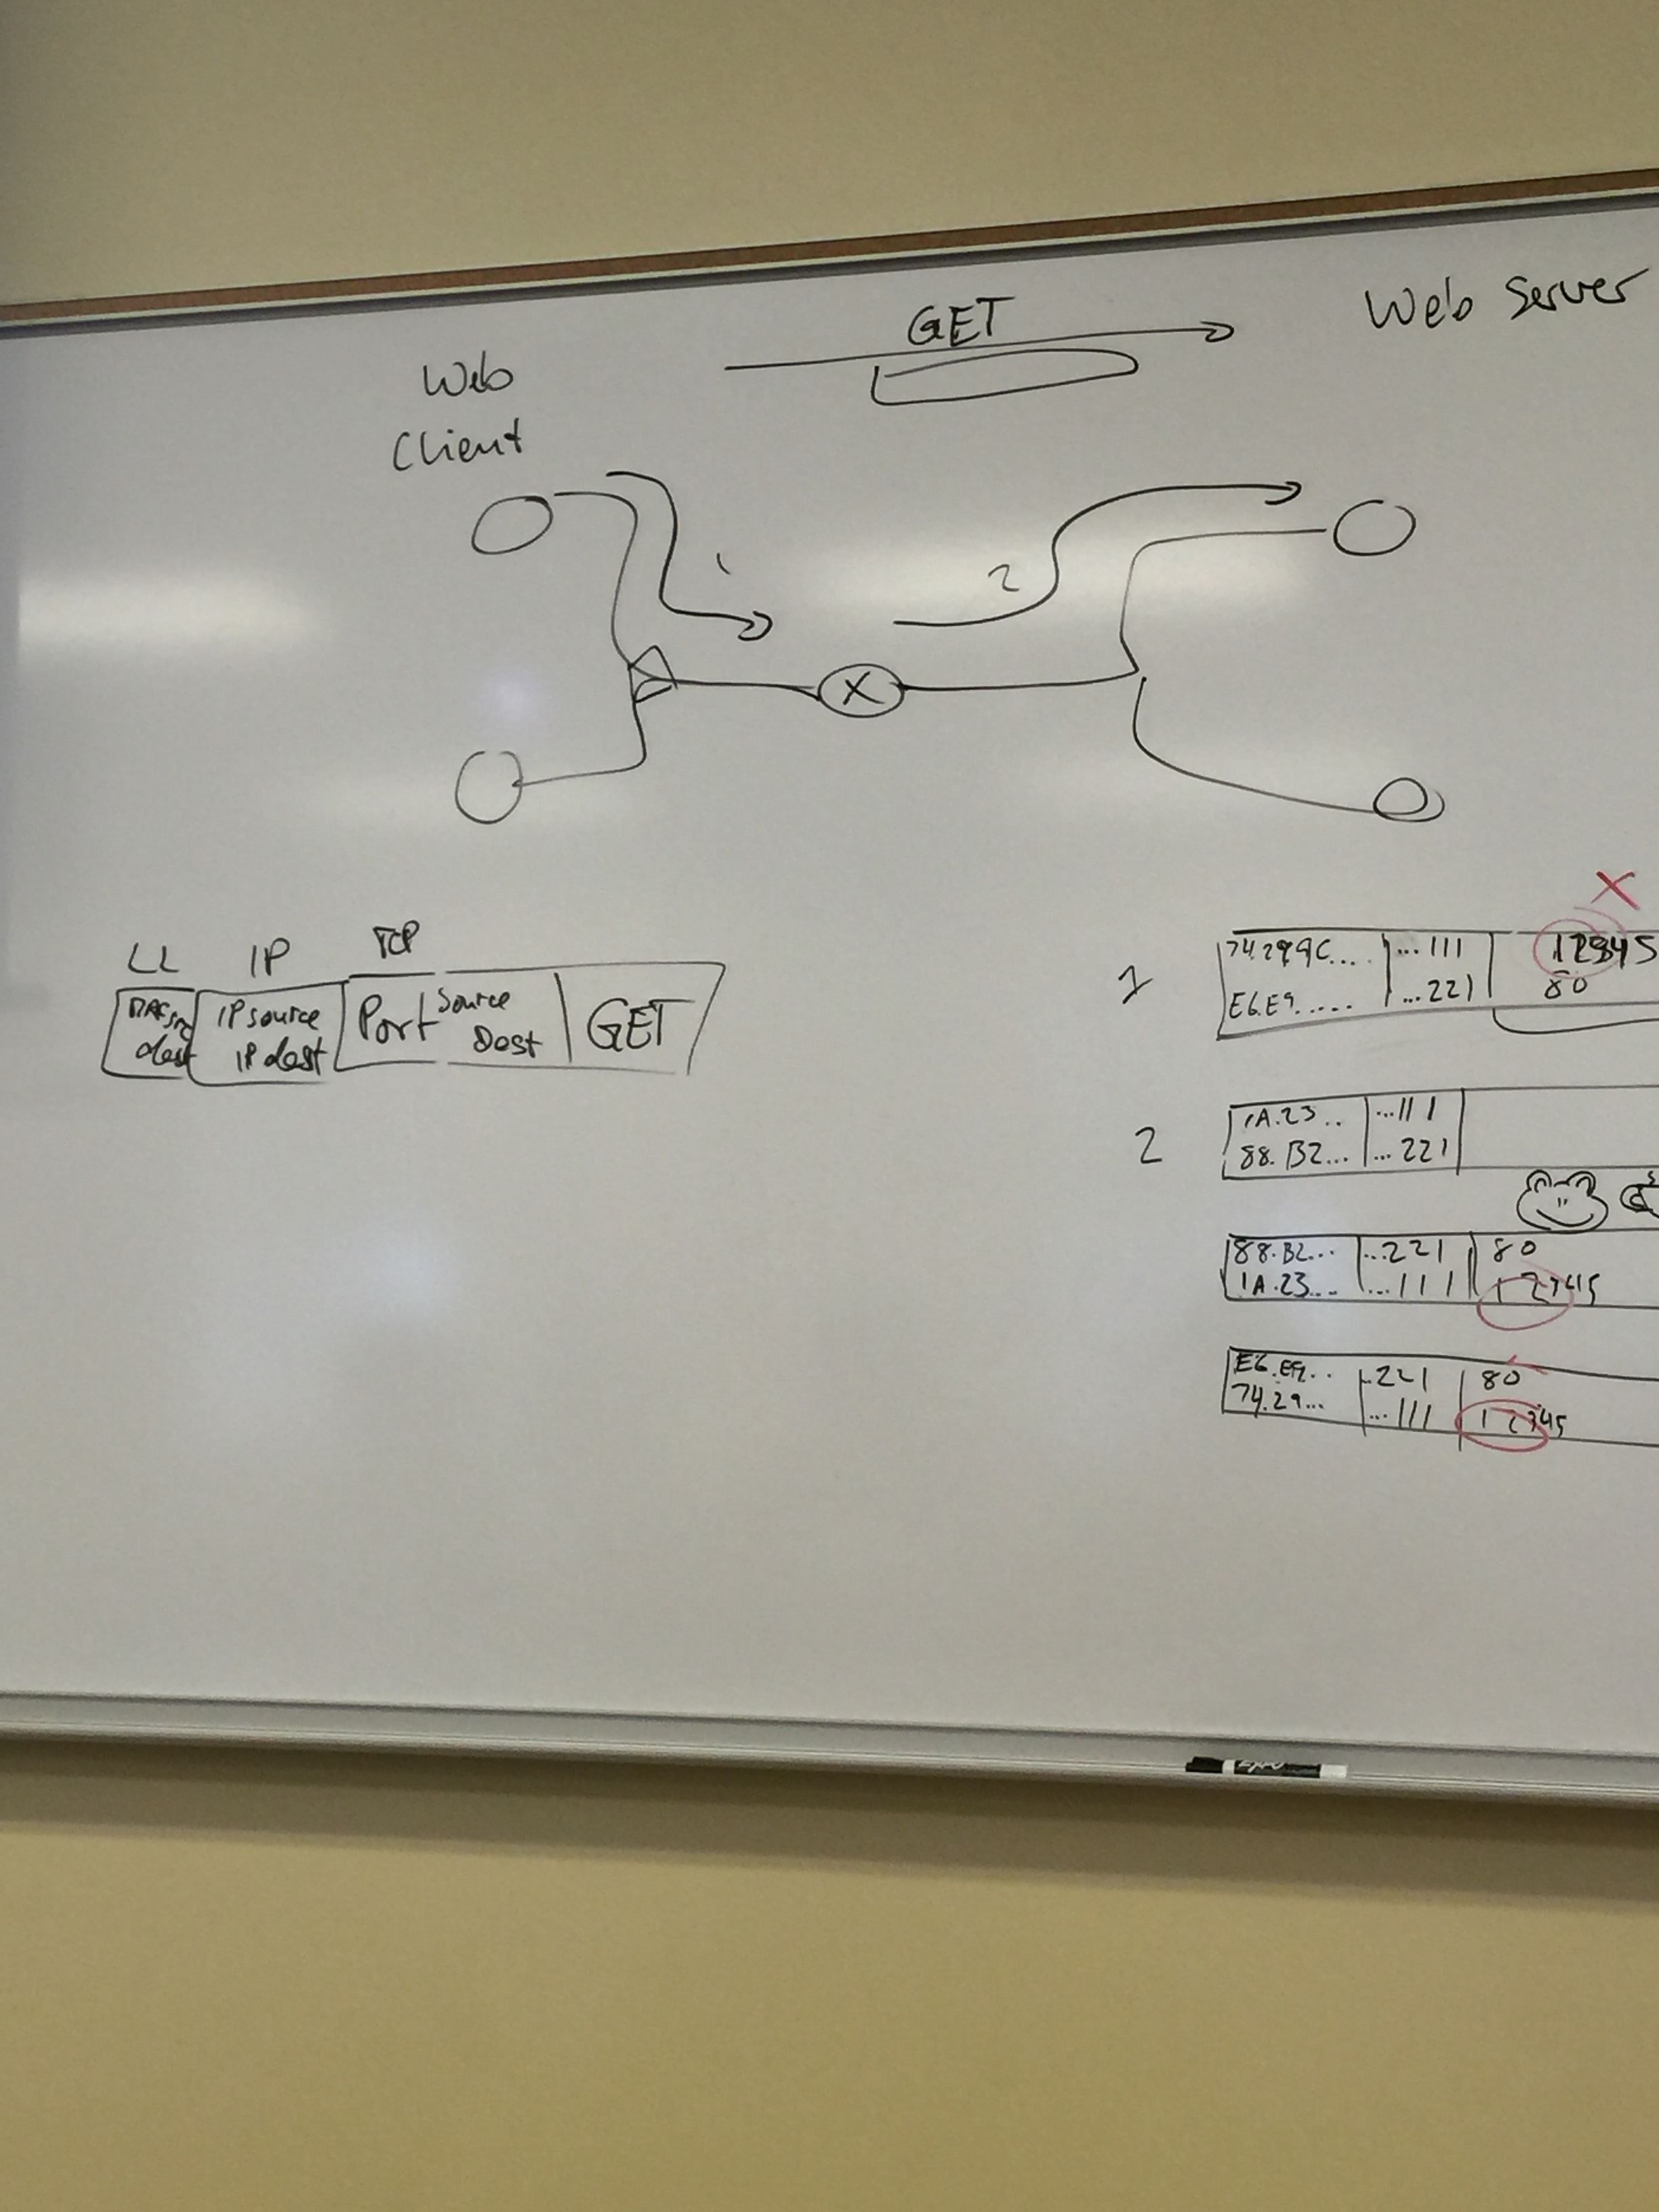 GET
Web Server
Web
Client
1
2
X
LL IP TCP
MAC src IP source Port Source GET
dest IP dest Dest
X
1 74.29.9C.... ...111 12345
E6.E9..... ...221 80
2 1A.23.. ...111
88.B2... ...221
88.B2... ...221 80
1A.23... ...111 12345
E6.E9.. ..221 80
74.29... ...111 12345
EXPO